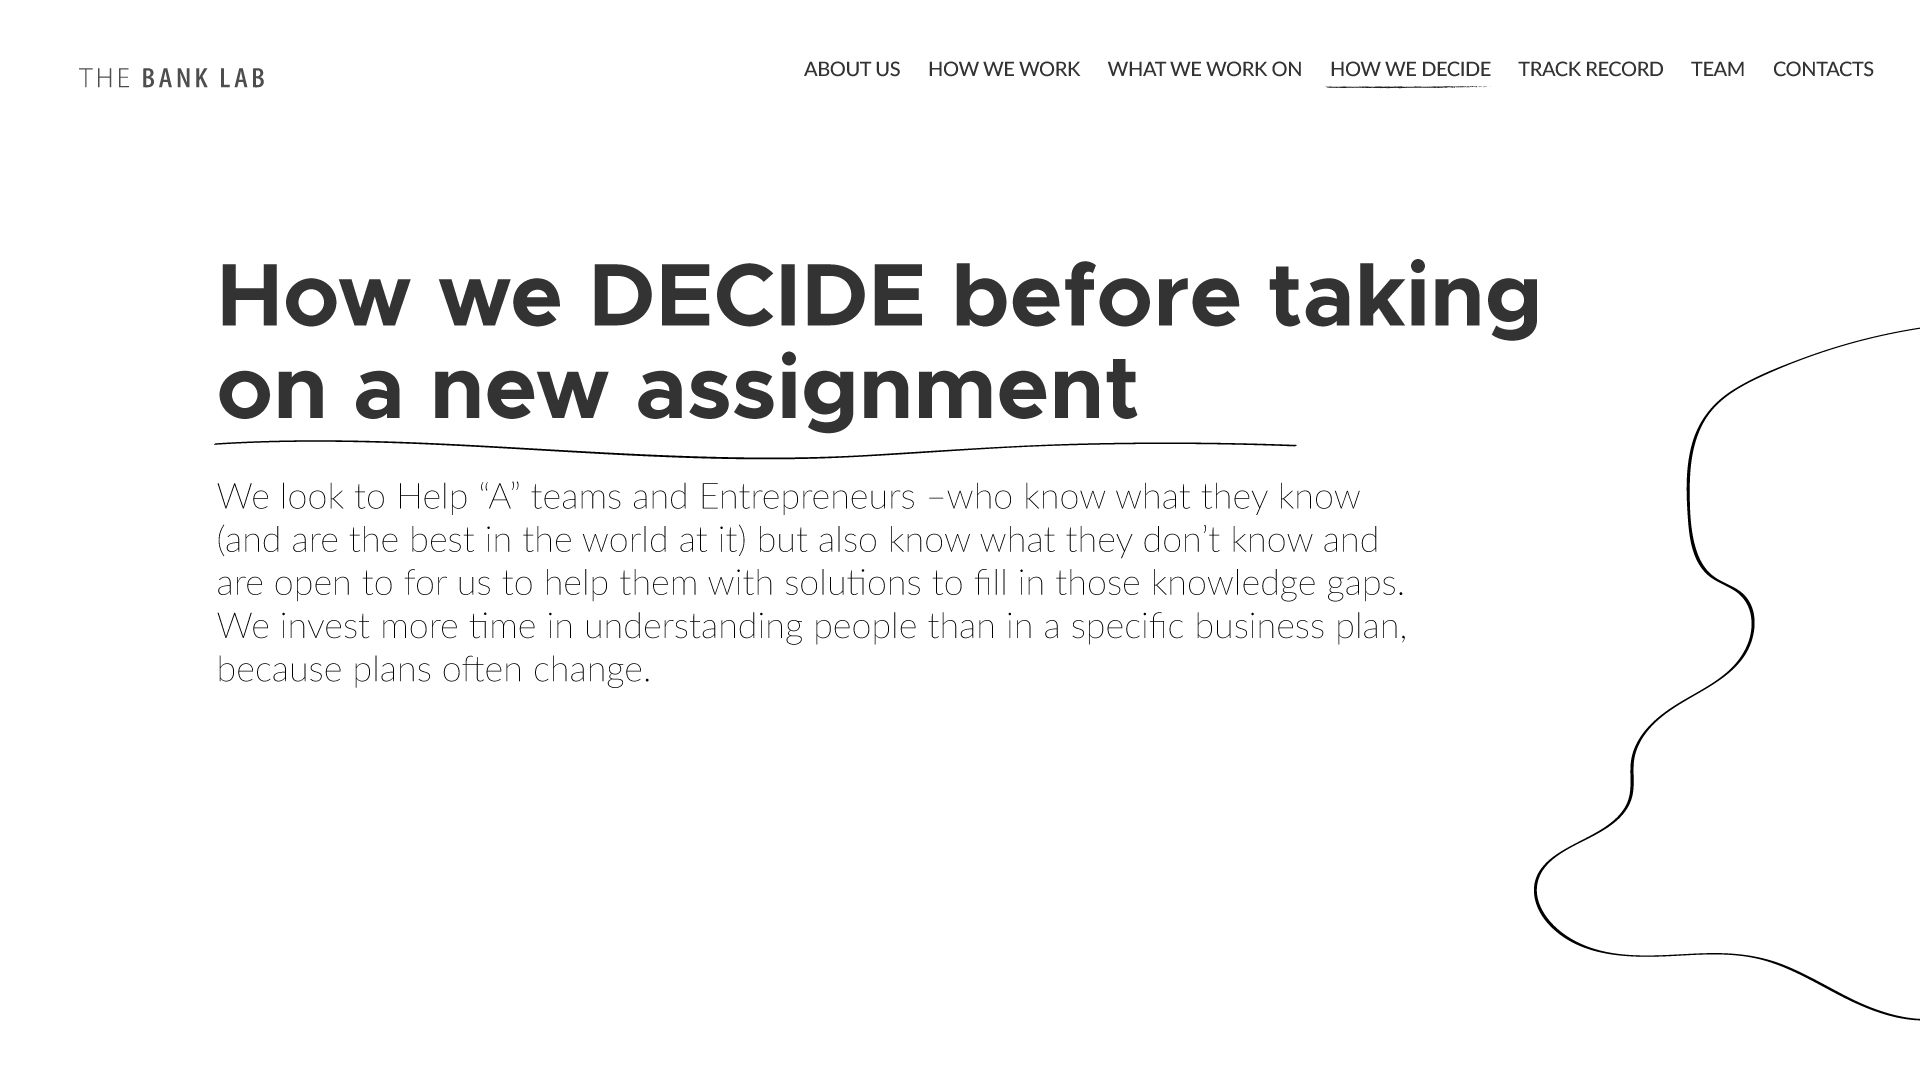 THE BANK LAB
ABOUT US HOW WE WORK WHAT WE WORK ON HOW WE DECIDE TRACK RECORD TEAM CONTACTS
How we DECIDE before taking
on a new assignment
We look to Help “A” teams and Entrepreneurs –who know what they know
(and are the best in the world at it) but also know what they don’t know and
are open to for us to help them with solutions to fill in those knowledge gaps.
We invest more time in understanding people than in a specific business plan,
because plans often change.